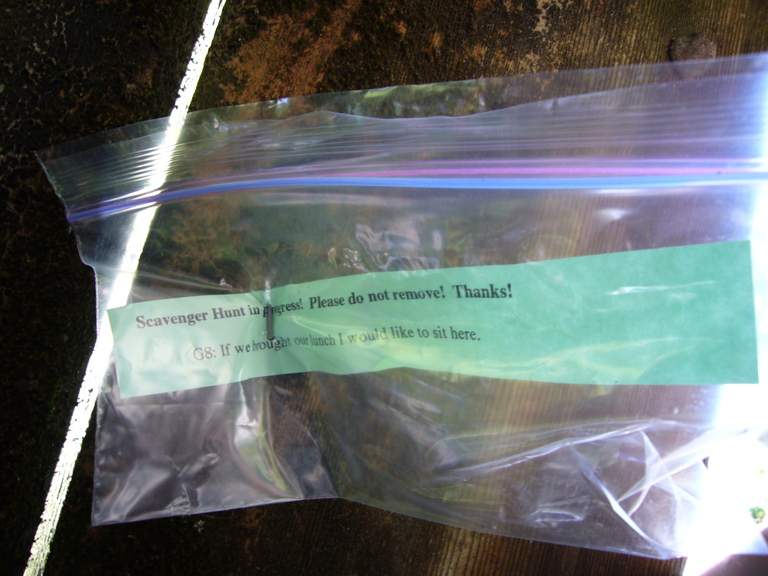 Scavenger Hunt in progress! Please do not remove! Thanks!
G8: If we brought our lunch I would like to sit here.